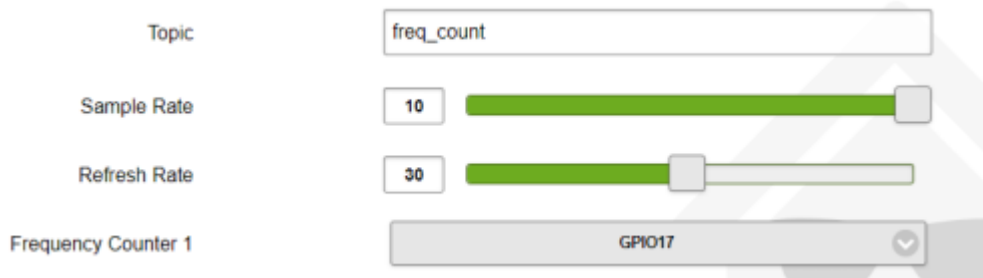 Topic freq_count
Sample Rate 10
Refresh Rate 30
Frequency Counter 1 GPIO17